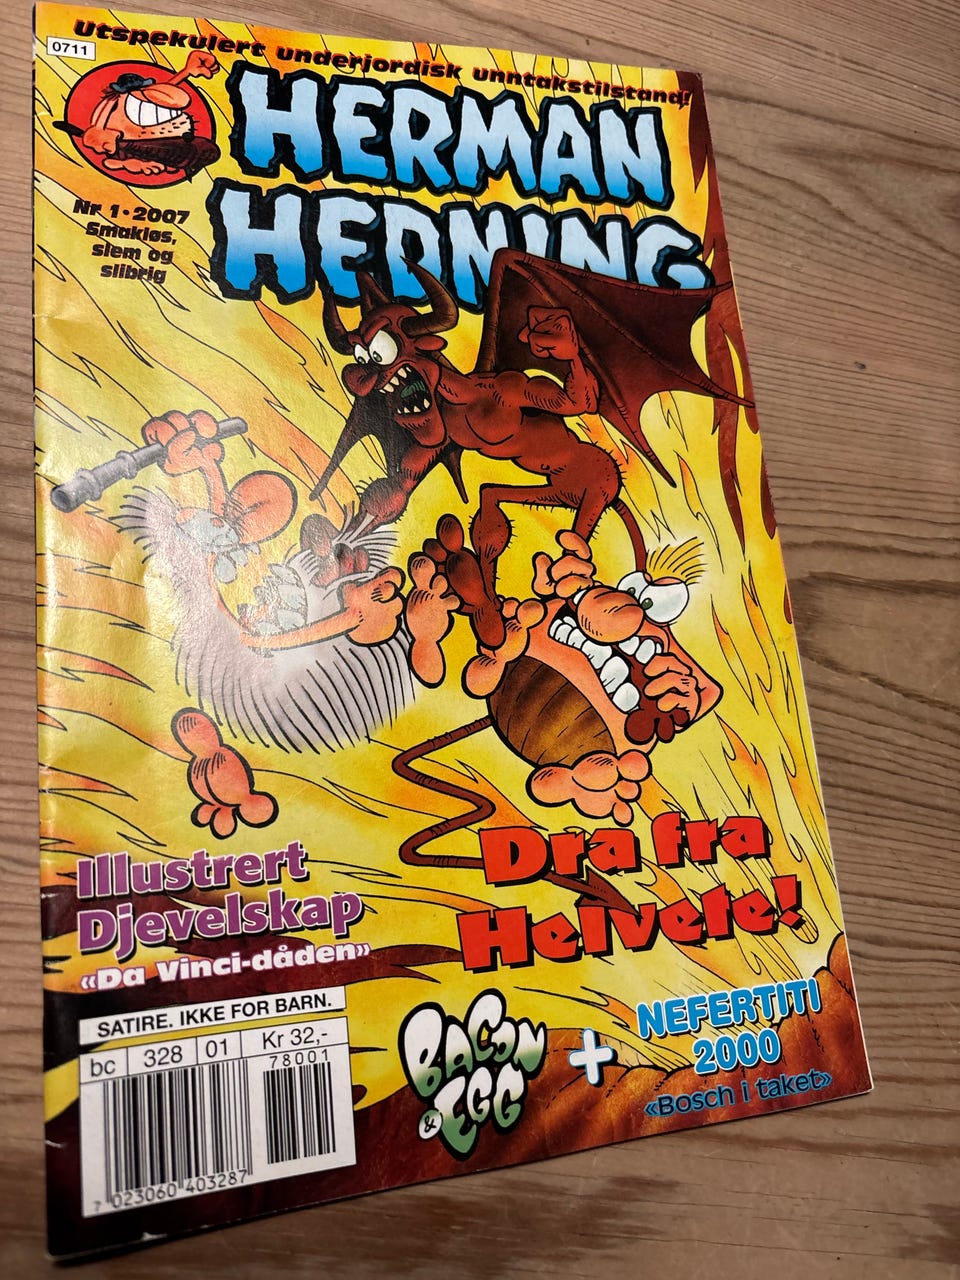 Utspekulert underjordisk unntakstilstand!
0711
HERMAN
HEDNING
Nr 1•2007
Smakløs,
slem og
slibrig
Dra fra
Helvete!
Illustrert
Djevelskap
«Da Vinci-dåden»
SATIRE. IKKE FOR BARN.
bc 328 01 Kr 32,-
78001
7 023060 403287
BACON
& EGG
+
NEFERTITI
2000
«Bosch i taket»